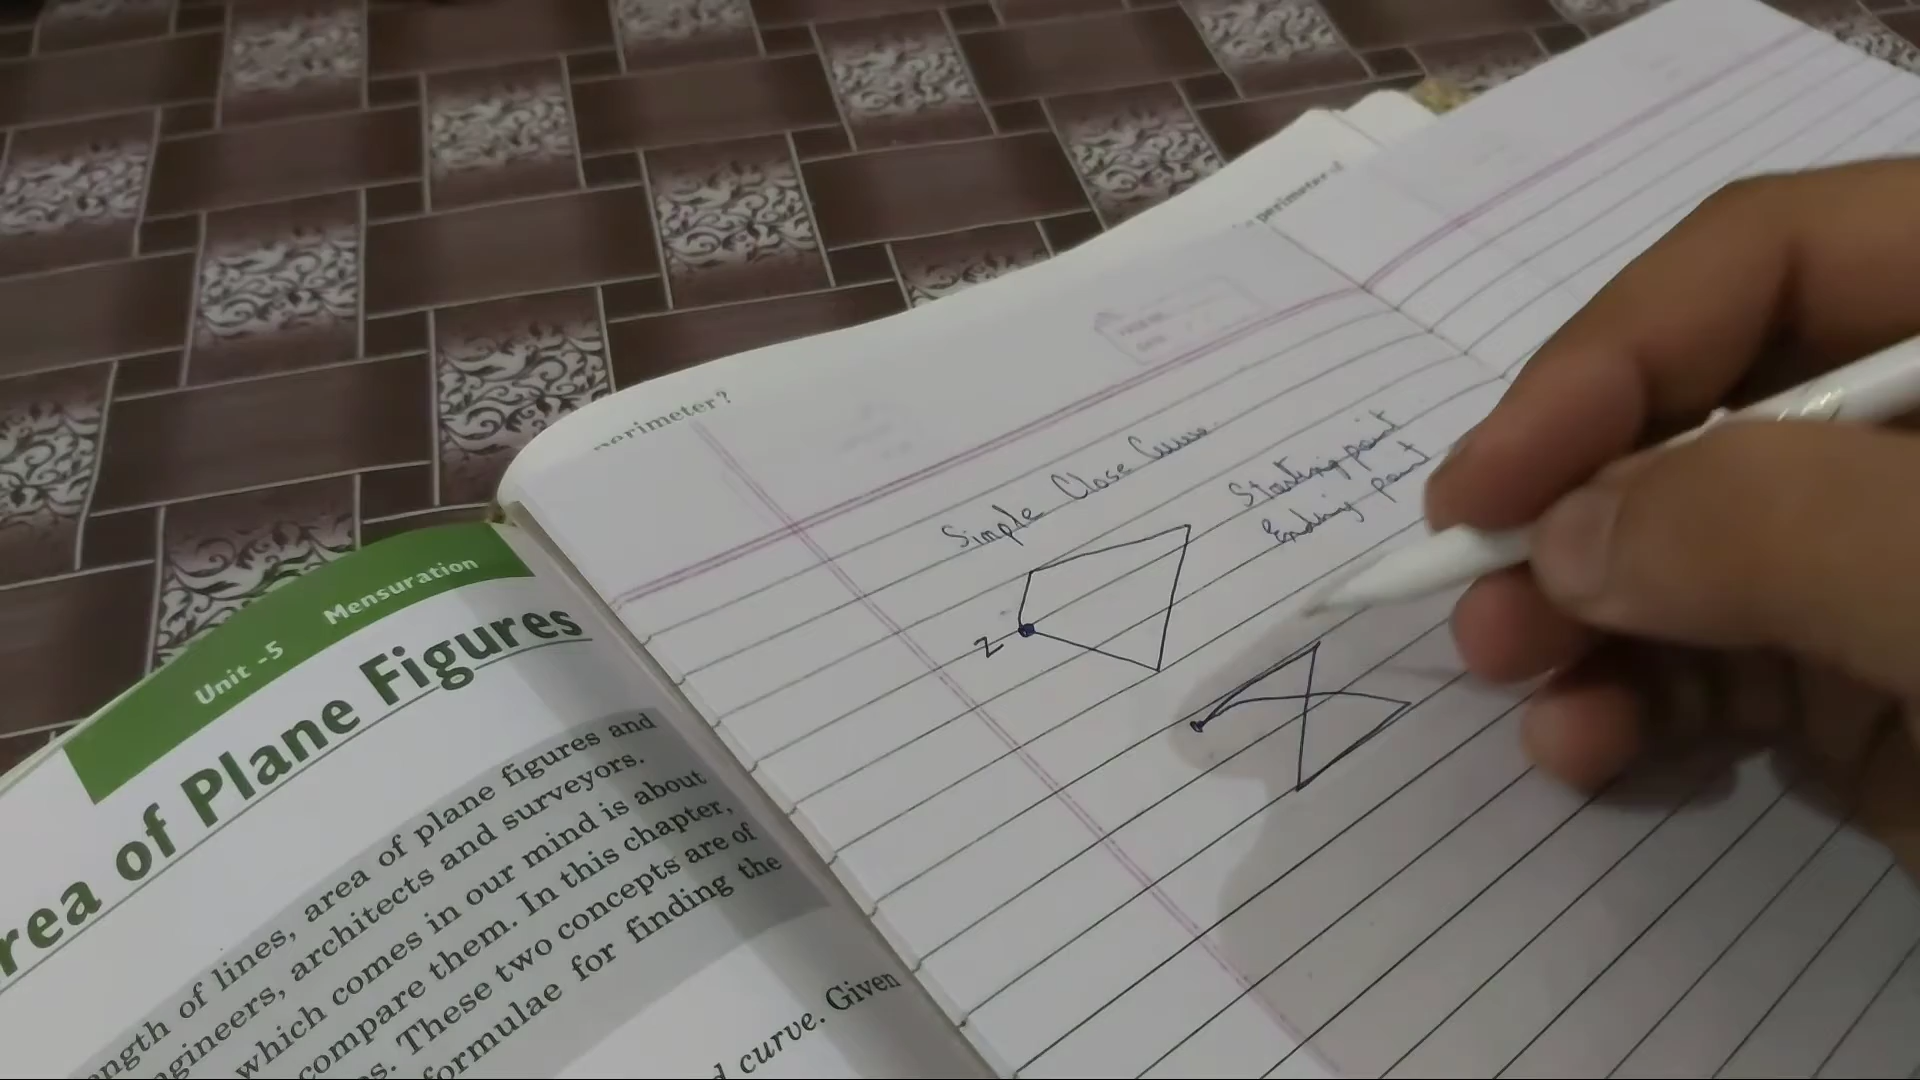 Unit -5 Mensuration
rea of Plane Figures
ength of lines, area of plane figures and
ngineers, architects and surveyors.
which comes in our mind is about
compare them. In this chapter,
s. These two concepts are of
formulae for finding the
d curve. Given
perimeter?
perimeter of
Simple Close Curve
Starting point
Ending point
Z